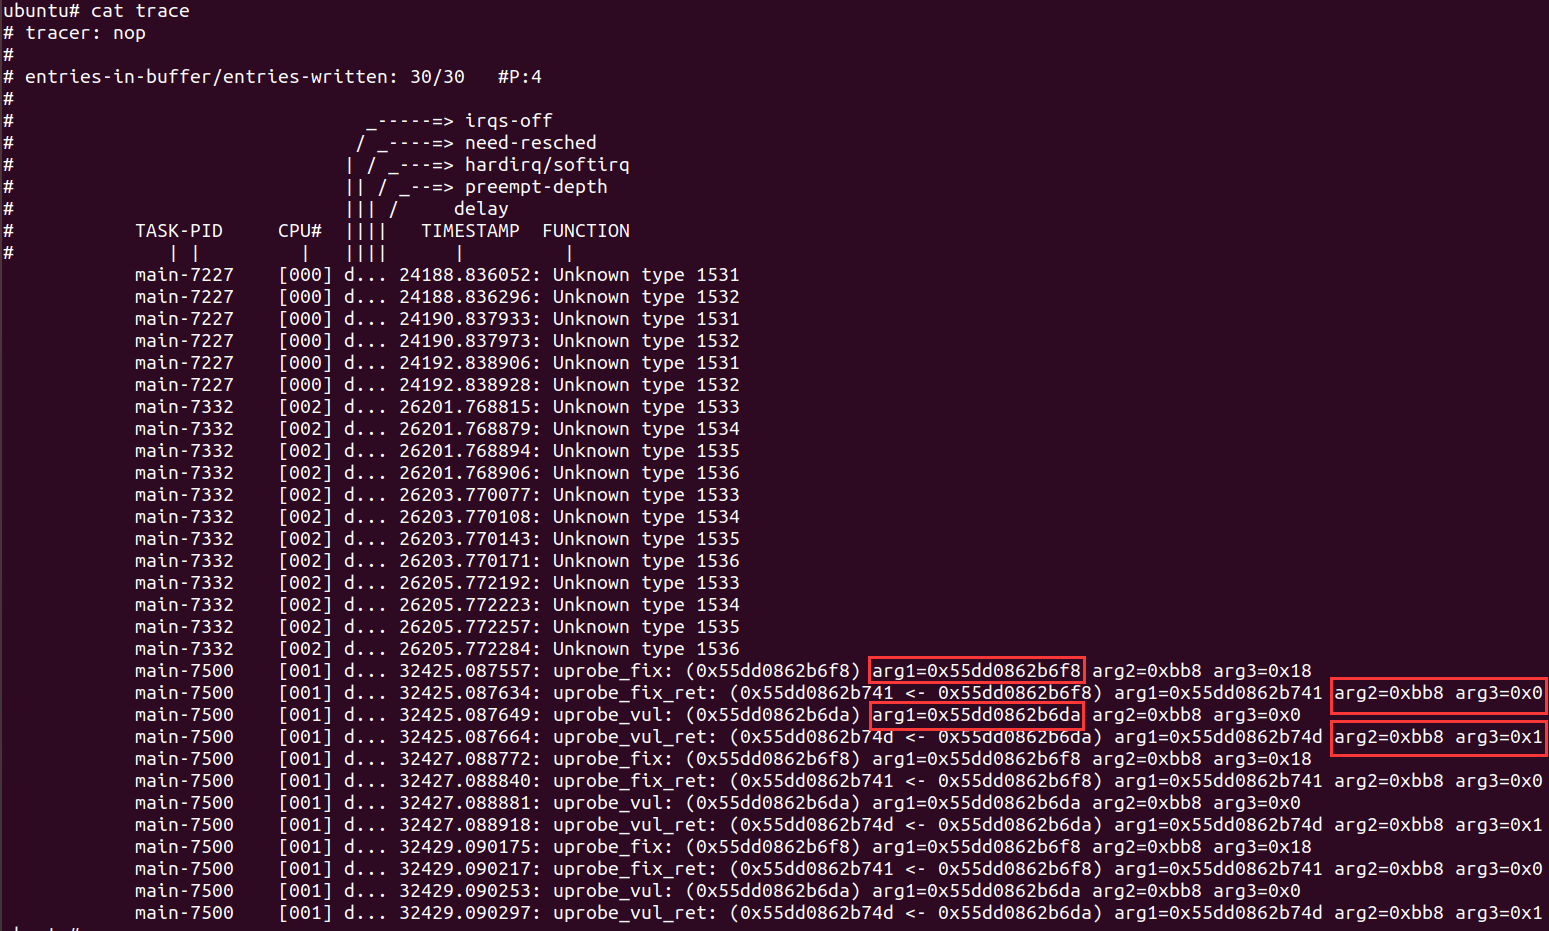 ubuntu# cat trace
# tracer: nop
#
# entries-in-buffer/entries-written: 30/30   #P:4
#
#                                _-----=> irqs-off
#                               / _----=> need-resched
#                              | / _---=> hardirq/softirq
#                              || / _--=> preempt-depth
#                              ||| /     delay
#           TASK-PID     CPU#  ||||   TIMESTAMP  FUNCTION
#              | |         |   ||||      |         |
            main-7227    [000] d... 24188.836052: Unknown type 1531
            main-7227    [000] d... 24188.836296: Unknown type 1532
            main-7227    [000] d... 24190.837933: Unknown type 1531
            main-7227    [000] d... 24190.837973: Unknown type 1532
            main-7227    [000] d... 24192.838906: Unknown type 1531
            main-7227    [000] d... 24192.838928: Unknown type 1532
            main-7332    [002] d... 26201.768815: Unknown type 1533
            main-7332    [002] d... 26201.768879: Unknown type 1534
            main-7332    [002] d... 26201.768894: Unknown type 1535
            main-7332    [002] d... 26201.768906: Unknown type 1536
            main-7332    [002] d... 26203.770077: Unknown type 1533
            main-7332    [002] d... 26203.770108: Unknown type 1534
            main-7332    [002] d... 26203.770143: Unknown type 1535
            main-7332    [002] d... 26203.770171: Unknown type 1536
            main-7332    [002] d... 26205.772192: Unknown type 1533
            main-7332    [002] d... 26205.772223: Unknown type 1534
            main-7332    [002] d... 26205.772257: Unknown type 1535
            main-7332    [002] d... 26205.772284: Unknown type 1536
            main-7500    [001] d... 32425.087557: uprobe_fix: (0x55dd0862b6f8) arg1=0x55dd0862b6f8 arg2=0xbb8 arg3=0x18
            main-7500    [001] d... 32425.087634: uprobe_fix_ret: (0x55dd0862b741 <- 0x55dd0862b6f8) arg1=0x55dd0862b741 arg2=0xbb8 arg3=0x0
            main-7500    [001] d... 32425.087649: uprobe_vul: (0x55dd0862b6da) arg1=0x55dd0862b6da arg2=0xbb8 arg3=0x0
            main-7500    [001] d... 32425.087664: uprobe_vul_ret: (0x55dd0862b74d <- 0x55dd0862b6da) arg1=0x55dd0862b74d arg2=0xbb8 arg3=0x1
            main-7500    [001] d... 32427.088772: uprobe_fix: (0x55dd0862b6f8) arg1=0x55dd0862b6f8 arg2=0xbb8 arg3=0x18
            main-7500    [001] d... 32427.088840: uprobe_fix_ret: (0x55dd0862b741 <- 0x55dd0862b6f8) arg1=0x55dd0862b741 arg2=0xbb8 arg3=0x0
            main-7500    [001] d... 32427.088881: uprobe_vul: (0x55dd0862b6da) arg1=0x55dd0862b6da arg2=0xbb8 arg3=0x0
            main-7500    [001] d... 32427.088918: uprobe_vul_ret: (0x55dd0862b74d <- 0x55dd0862b6da) arg1=0x55dd0862b74d arg2=0xbb8 arg3=0x1
            main-7500    [001] d... 32429.090175: uprobe_fix: (0x55dd0862b6f8) arg1=0x55dd0862b6f8 arg2=0xbb8 arg3=0x18
            main-7500    [001] d... 32429.090217: uprobe_fix_ret: (0x55dd0862b741 <- 0x55dd0862b6f8) arg1=0x55dd0862b741 arg2=0xbb8 arg3=0x0
            main-7500    [001] d... 32429.090253: uprobe_vul: (0x55dd0862b6da) arg1=0x55dd0862b6da arg2=0xbb8 arg3=0x0
            main-7500    [001] d... 32429.090297: uprobe_vul_ret: (0x55dd0862b74d <- 0x55dd0862b6da) arg1=0x55dd0862b74d arg2=0xbb8 arg3=0x1